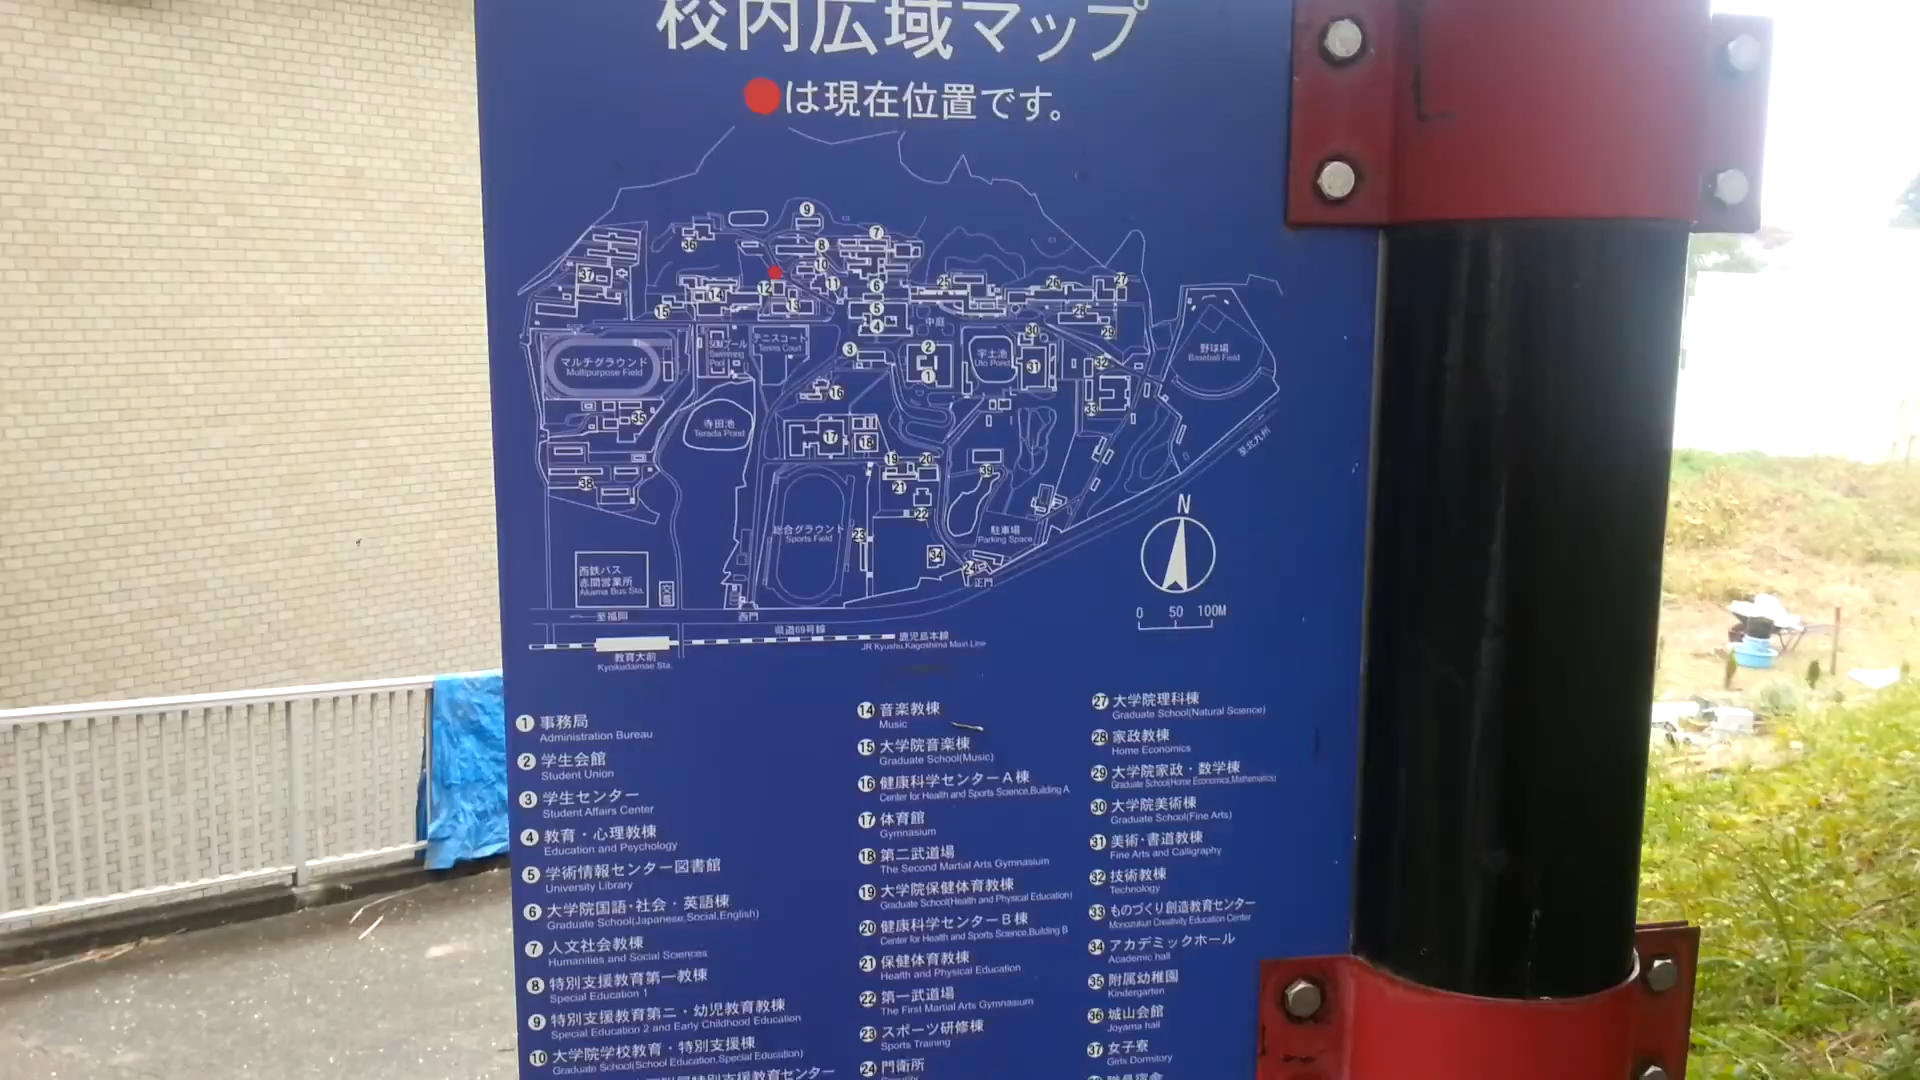 校内広域マップ
●は現在位置です。
マルチグラウンド
Multipurpose Field
50Mプール
Swimming
Pool
テニスコート
Tennis Court
中庭
宇土池
Uto Pond
野球場
Baseball Field
寺田池
Terada Pond
総合グラウンド
Sports Field
駐車場
Parking Space
正門
西門
至北九州
西鉄バス
赤間営業所
Akama Bus Sta.
交番
至福岡
県道69号線
鹿児島本線
JR Kyushu,Kagoshima Main Line
教育大前
Kyoikudaimae Sta.
N
0 50 100M
1 事務局
Administration Bureau
2 学生会館
Student Union
3 学生センター
Student Affairs Center
4 教育・心理教棟
Education and Psychology
5 学術情報センター図書館
University Library
6 大学院国語・社会・英語棟
Graduate School(Japanese,Social,English)
7 人文社会教棟
Humanities and Social Sciences
8 特別支援教育第一教棟
Special Education 1
9 特別支援教育第二・幼児教育教棟
Special Education 2 and Early Childhood Education
10 大学院学校教育・特別支援棟
Graduate School(School Education,Special Education)
特別支援教育センター
14 音楽教棟
Music
15 大学院音楽棟
Graduate School(Music)
16 健康科学センターA棟
Center for Health and Sports Science,Building A
17 体育館
Gymnasium
18 第二武道場
The Second Martial Arts Gymnasium
19 大学院保健体育教棟
Graduate School(Health and Physical Education)
20 健康科学センターB棟
Center for Health and Sports Science,Building B
21 保健体育教棟
Health and Physical Education
22 第一武道場
The First Martial Arts Gymnasium
23 スポーツ研修棟
Sports Training
24 門衛所
27 大学院理科棟
Graduate School(Natural Science)
28 家政教棟
Home Economics
29 大学院家政・数学棟
Graduate School(Home Economics,Mathematics)
30 大学院美術棟
Graduate School(Fine Arts)
31 美術・書道教棟
Fine Arts and Calligraphy
32 技術教棟
Technology
33 ものづくり創造教育センター
Monozukuri Creativity Education Center
34 アカデミックホール
Academic hall
35 附属幼稚園
Kindergarten
36 城山会館
Joyama hall
37 女子寮
Girls Dormitory